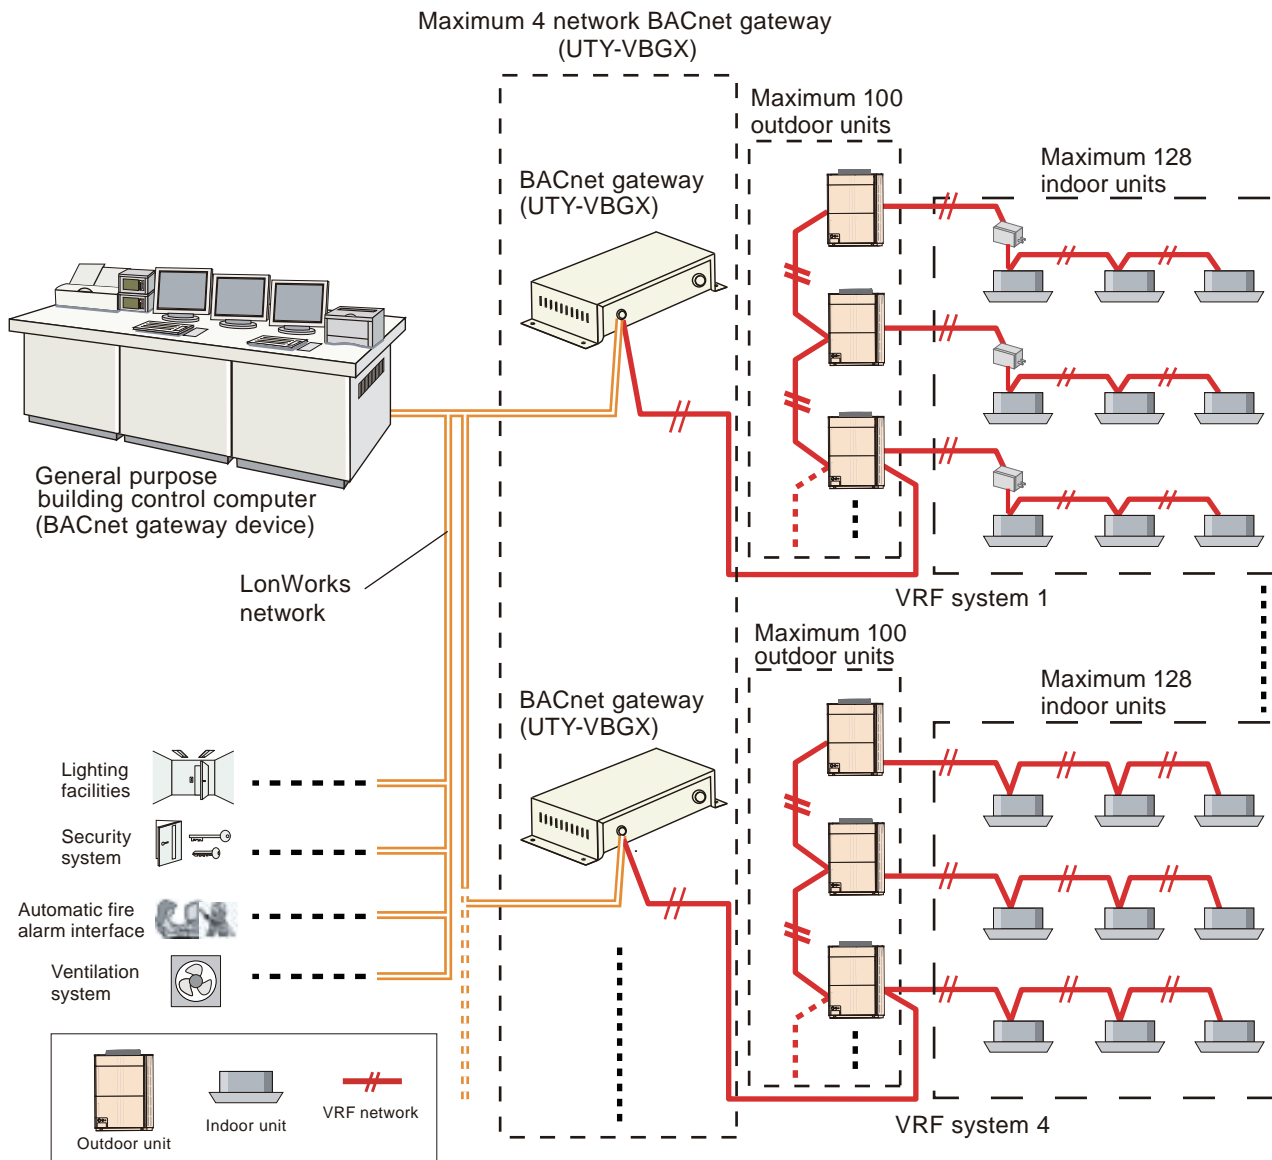 Maximum 4 network BACnet gateway
(UTY-VBGX)
Maximum 100
outdoor units
Maximum 128
indoor units
BACnet gateway
(UTY-VBGX)
General purpose
building control computer
(BACnet gateway device)
LonWorks
network
VRF system 1
Maximum 100
outdoor units
Maximum 128
indoor units
BACnet gateway
(UTY-VBGX)
Lighting
facilities
Security
system
Automatic fire
alarm interface
Ventilation
system
Outdoor unit
Indoor unit
VRF network
VRF system 4